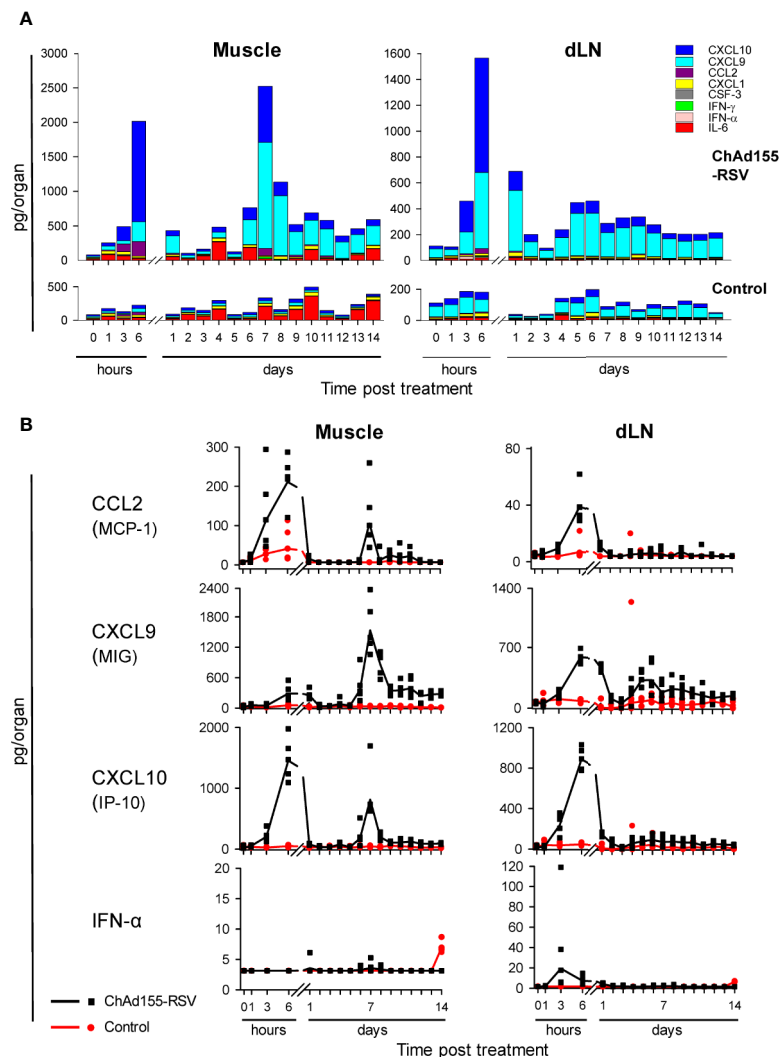 A
Muscle
dLN
3000
2500
2000
1500
1000
500
0
1600
1400
1200
1000
800
600
400
200
0
CXCL10
CXCL9
CCL2
CXCL1
CSF-3
IFN-γ
IFN-α
IL-6
ChAd155
-RSV
pg/organ
500
0
200
0
Control
0 1 3 6 1 2 3 4 5 6 7 8 9 10 11 12 13 14
0 1 3 6 1 2 3 4 5 6 7 8 9 10 11 12 13 14
hours days hours days
Time post treatment
B
Muscle
dLN
pg/organ
CCL2
(MCP-1)
300
200
100
0
80
40
0
CXCL9
(MIG)
2400
1800
1200
600
0
1400
700
0
CXCL10
(IP-10)
2000
1000
0
1200
800
400
0
IFN-α
20
15
10
5
0
120
100
80
60
40
20
0
ChAd155-RSV
Control
01 3 6 1 7 14
01 3 6 1 7 14
hours days hours days
Time post treatment